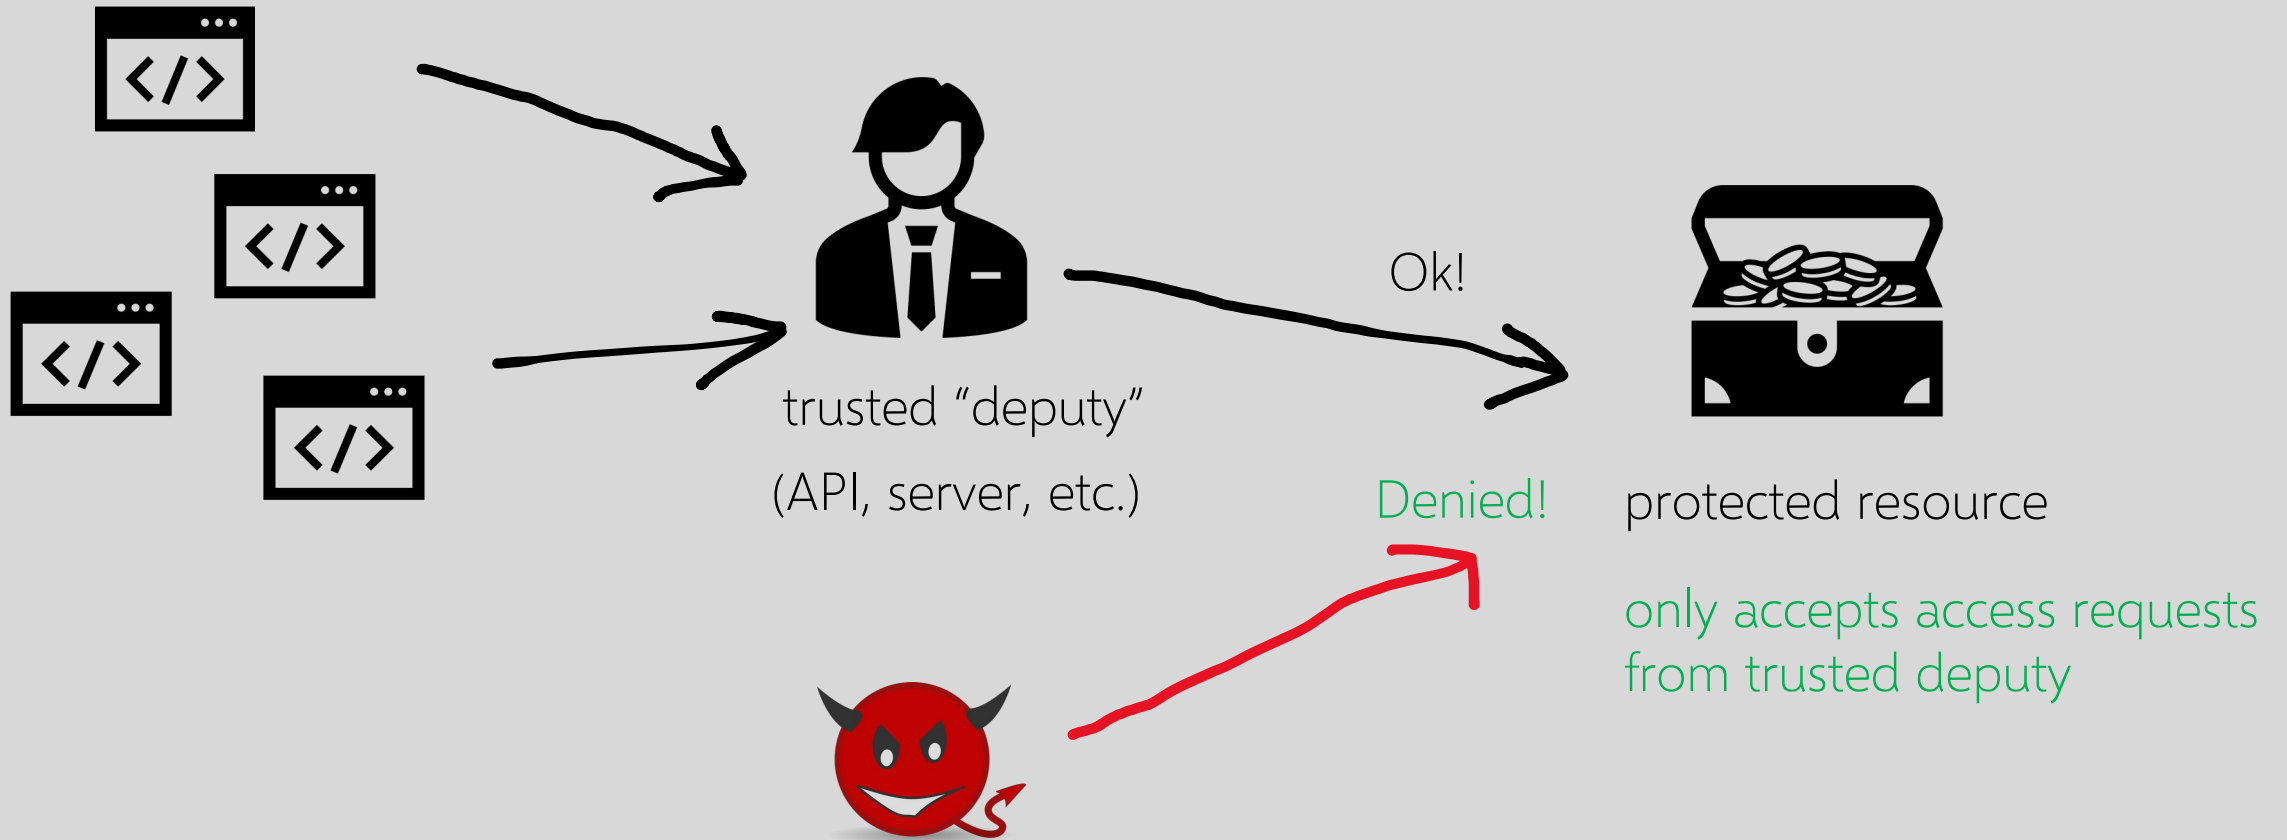 </>
</>
</>
</>
Ok!
trusted “deputy”
(API, server, etc.)
Denied!
protected resource
only accepts access requests
from trusted deputy